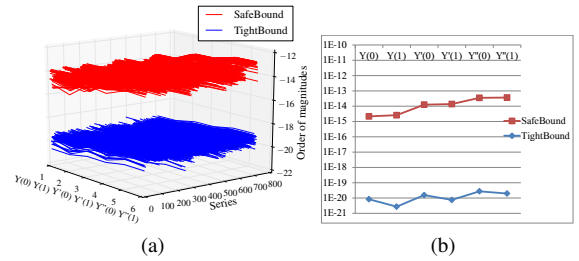 SafeBound
TightBound
−12
−14
−16
−18
−20
−22
Order of magnitudes
1 2 3 4 5 6
Y(0) Y(1) Y'(0) Y'(1) Y"(0) Y"(1)
0 100 200 300 400 500 600 700 800
Series
(a)
1E-10
1E-11
1E-12
1E-13
1E-14
1E-15
1E-16
1E-17
1E-18
1E-19
1E-20
1E-21
Y(0) Y(1) Y'(0) Y'(1) Y"(0) Y"(1)
SafeBound
TightBound
(b)